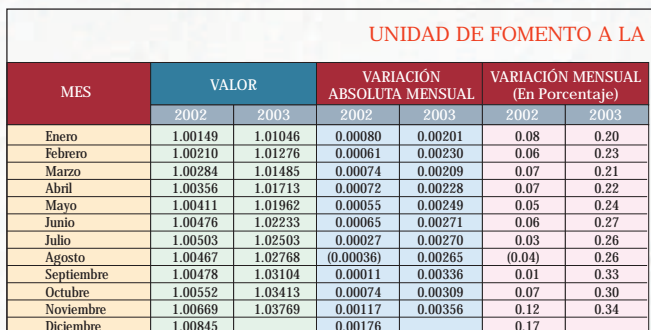 UNIDAD DE FOMENTO A LA
MES VALOR VARIACIÓN ABSOLUTA MENSUAL VARIACIÓN MENSUAL (En Porcentaje)
2002 2003 2002 2003 2002 2003
Enero 1.00149 1.01046 0.00080 0.00201 0.08 0.20
Febrero 1.00210 1.01276 0.00061 0.00230 0.06 0.23
Marzo 1.00284 1.01485 0.00074 0.00209 0.07 0.21
Abril 1.00356 1.01713 0.00072 0.00228 0.07 0.22
Mayo 1.00411 1.01962 0.00055 0.00249 0.05 0.24
Junio 1.00476 1.02233 0.00065 0.00271 0.06 0.27
Julio 1.00503 1.02503 0.00027 0.00270 0.03 0.26
Agosto 1.00467 1.02768 (0.00036) 0.00265 (0.04) 0.26
Septiembre 1.00478 1.03104 0.00011 0.00336 0.01 0.33
Octubre 1.00552 1.03413 0.00074 0.00309 0.07 0.30
Noviembre 1.00669 1.03769 0.00117 0.00356 0.12 0.34
Diciembre 1.00845 0.00176 0.17